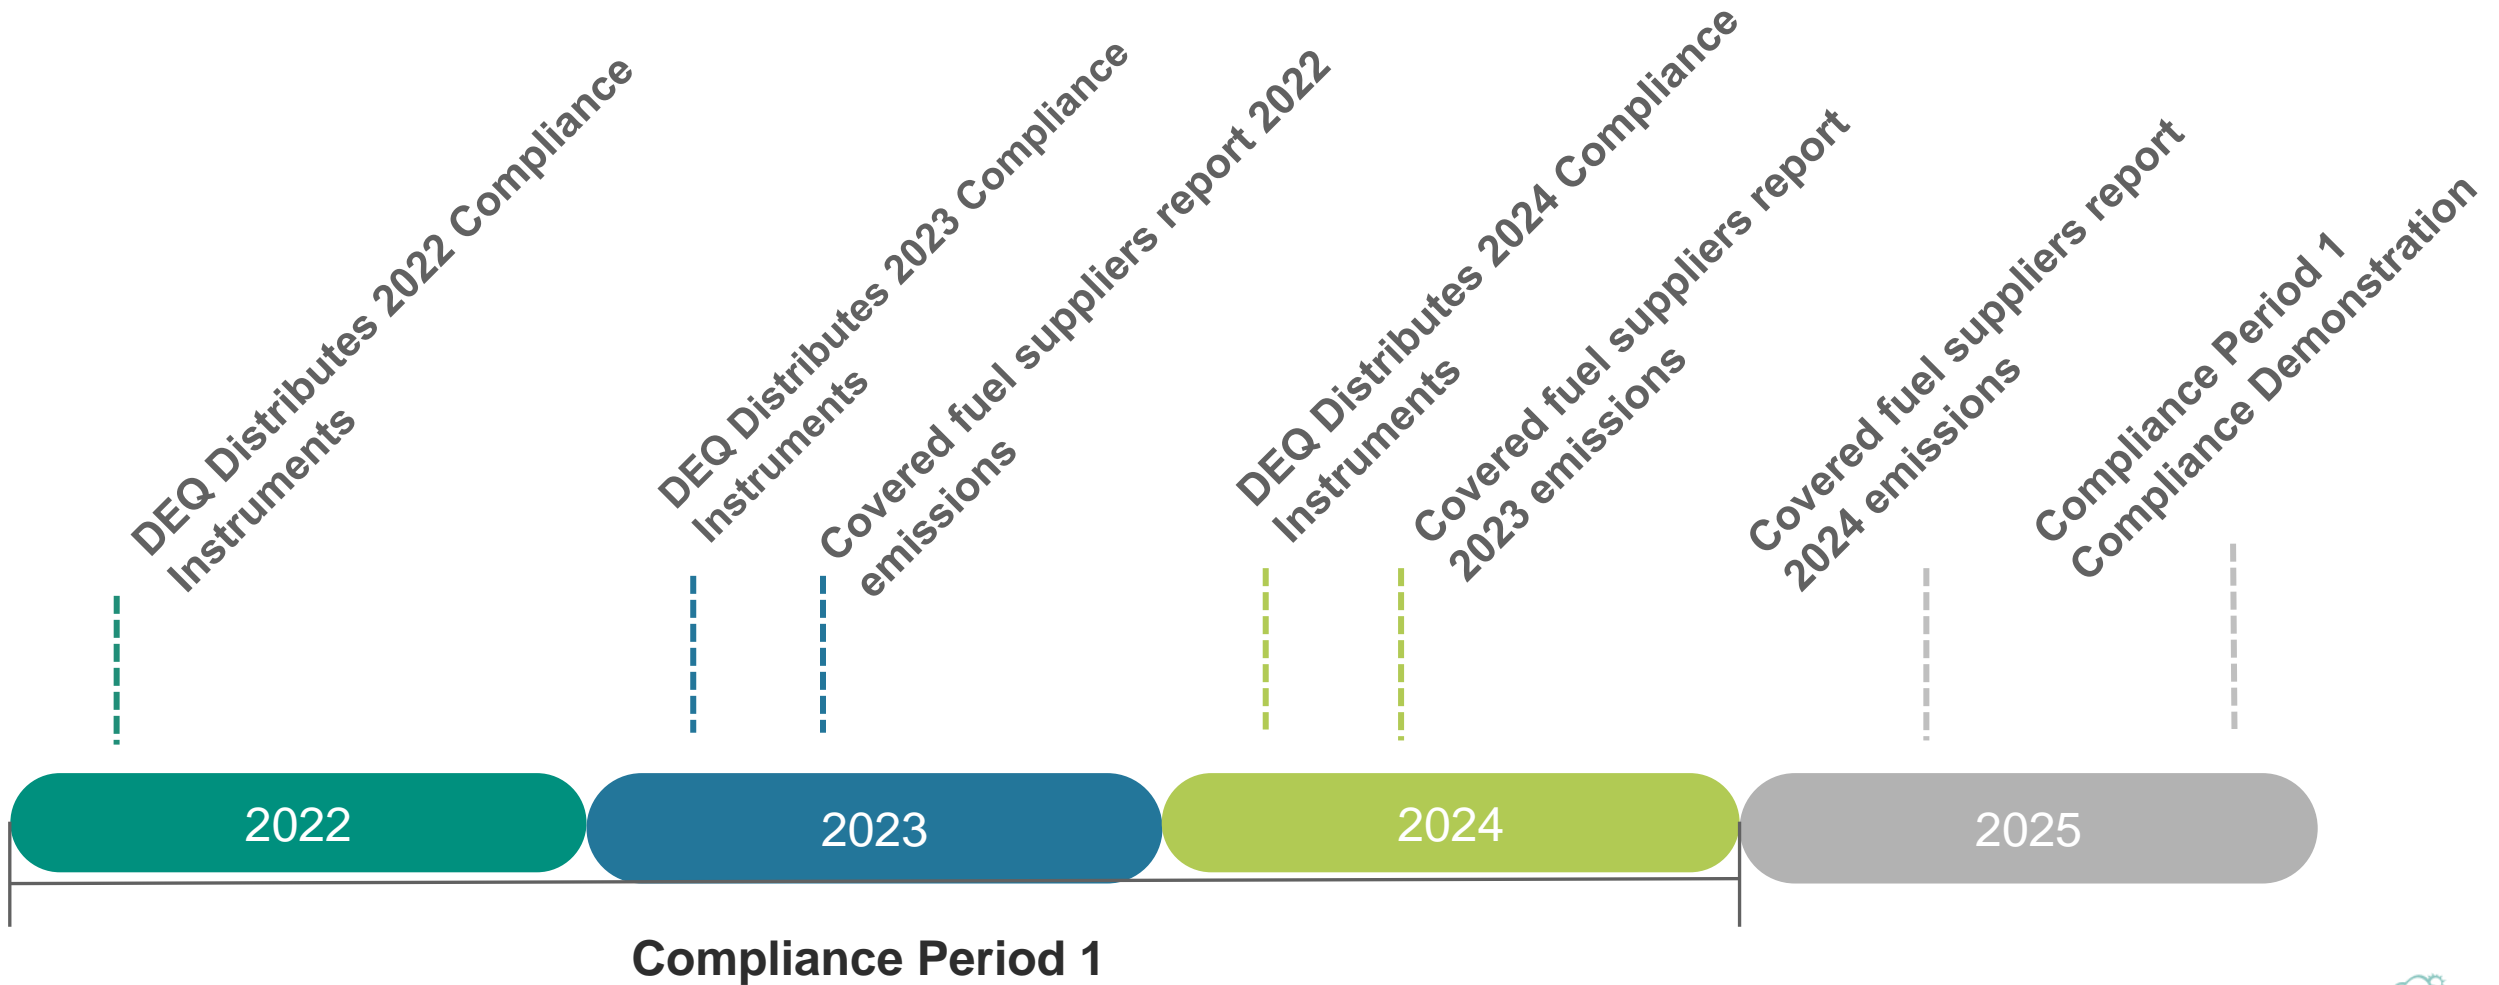 DEQ Distributes 2022 Compliance
Instruments
DEQ Distributes 2023 Compliance
Instruments
Covered fuel suppliers report 2022
emissions
DEQ Distributes 2024 Compliance
Instruments
Covered fuel suppliers report
2023 emissions
Covered fuel suppliers report
2024 emissions
Compliance Period 1
Compliance Demonstration
2022
2023
2024
2025
Compliance Period 1